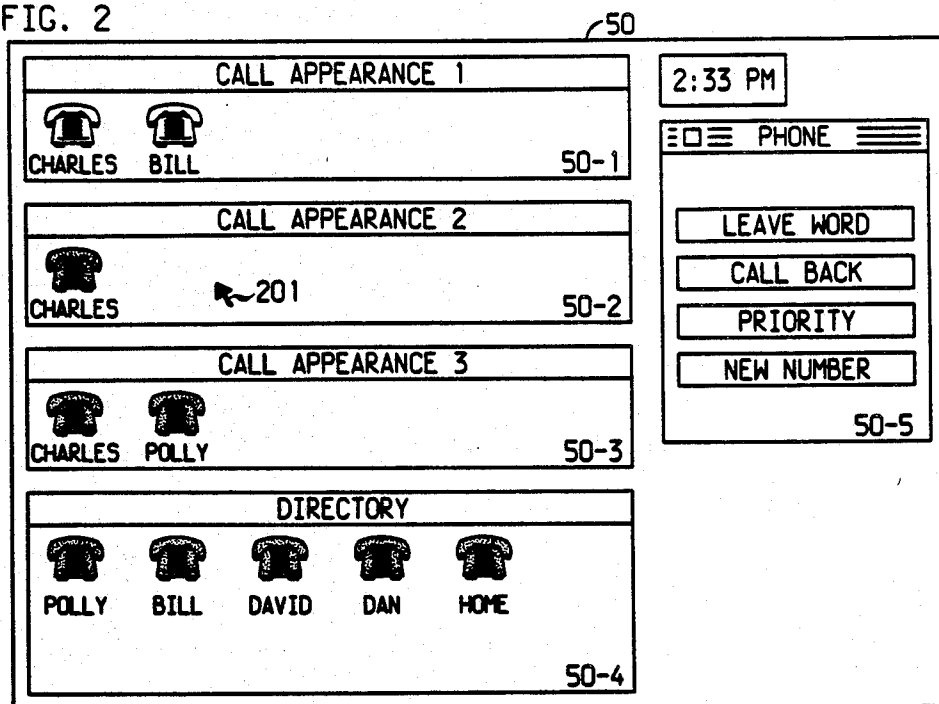 FIG. 2
50
CALL APPEARANCE 1
CHARLES BILL
50-1
CALL APPEARANCE 2
201
CHARLES
50-2
CALL APPEARANCE 3
CHARLES POLLY
50-3
DIRECTORY
POLLY BILL DAVID DAN HOME
50-4
2:33 PM
PHONE
LEAVE WORD
CALL BACK
PRIORITY
NEW NUMBER
50-5